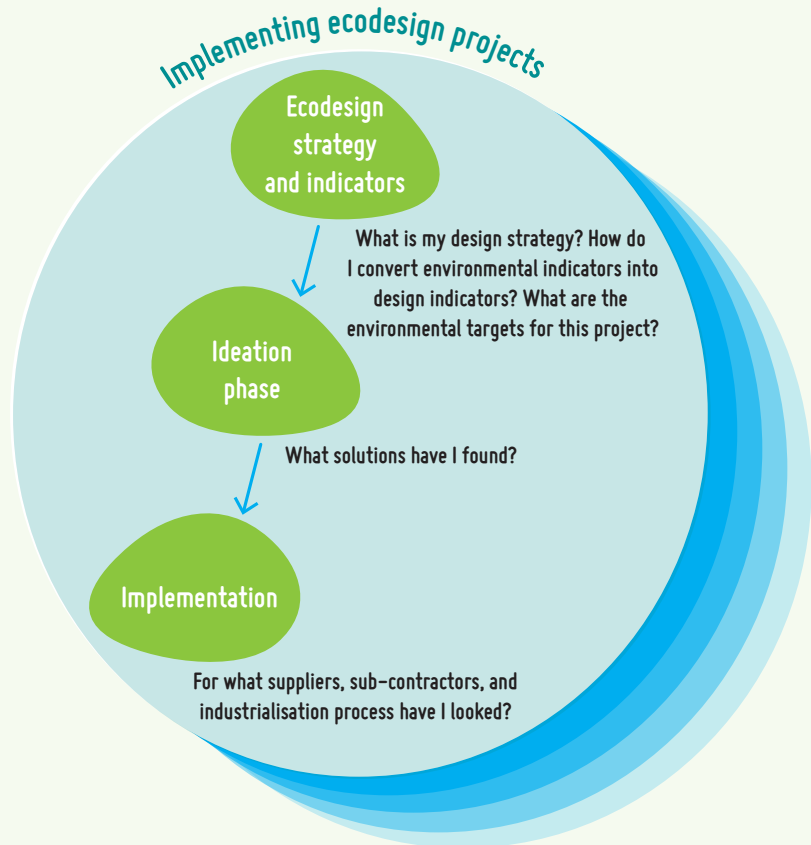 Implementing ecodesign projects
Ecodesign
strategy
and indicators
What is my design strategy? How do
I convert environmental indicators into
design indicators? What are the
environmental targets for this project?
Ideation
phase
What solutions have I found?
Implementation
For what suppliers, sub-contractors, and
industrialisation process have I looked?